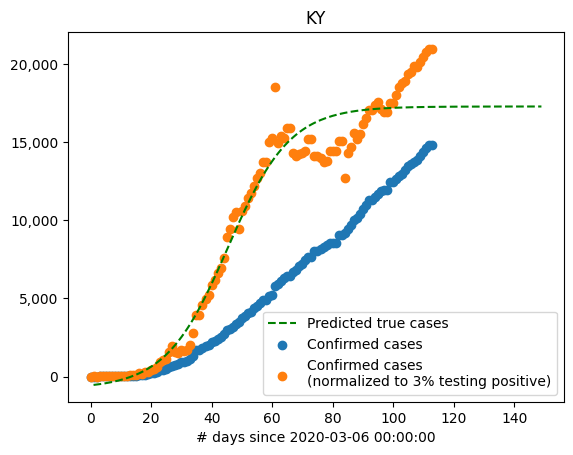 KY
20,000
15,000
10,000
5,000
0
Predicted true cases
Confirmed cases
Confirmed cases
(normalized to 3% testing positive)
0 20 40 60 80 100 120 140
# days since 2020-03-06 00:00:00